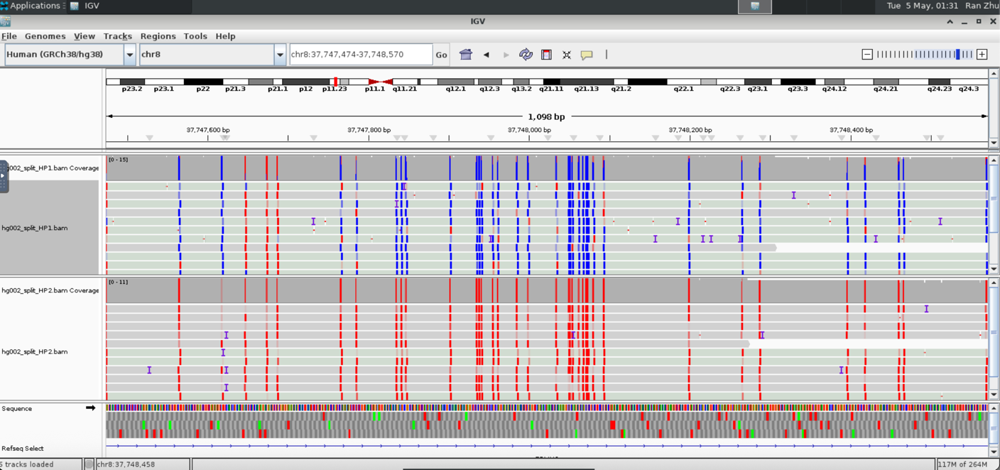 Applications : IGV Tue 5 May, 01:31 Ran Zhu
IGV
File Genomes View Tracks Regions Tools Help
Human (GRCh38/hg38) chr8 chr8:37,747,474-37,748,570 Go
p23.2 p23.1 p22 p21.3 p21.1 p12 p11.23 p11.1 q11.21 q12.1 q12.3 q13.2 q21.11 q21.13 q21.2 q22.1 q22.3 q23.1 q23.3 q24.12 q24.21 q24.23 q24.3
1,098 bp
37,747,600 bp 37,747,800 bp 37,748,000 bp 37,748,200 bp 37,748,400 bp
[0 - 15]
g002_split_HP1.bam Coverage
hg002_split_HP1.bam
[0 - 11]
hg002_split_HP2.bam Coverage
hg002_split_HP2.bam
Sequence
Refseq Select
tracks loaded chr8:37,748,458 117M of 264M